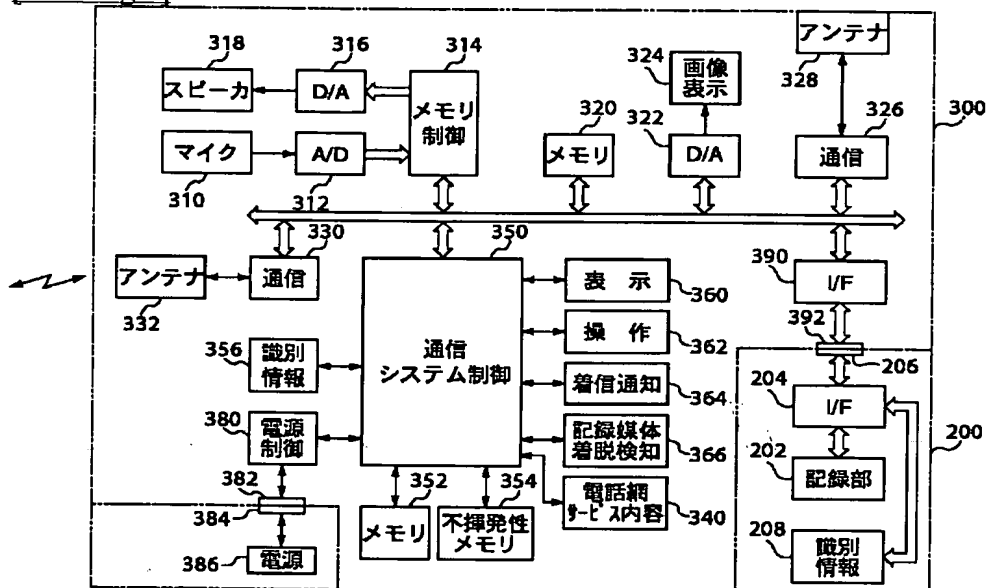 318
316
314
スピーカ
D/A
メモリ
制御
マイク
A/D
310
312
324
画像
表示
320
322
メモリ
D/A
アンテナ
328
326
通信
300
330
350
アンテナ
通信
332
通信
システム制御
356
識別
情報
380
電源
制御
382
384
386
電源
352
メモリ
354
不揮発性
メモリ
表 示
360
操 作
362
着信通知
364
記録媒体
着脱検知
366
電話網
サービス内容
340
390
I/F
392
206
204
I/F
200
202
記録部
208
識別
情報